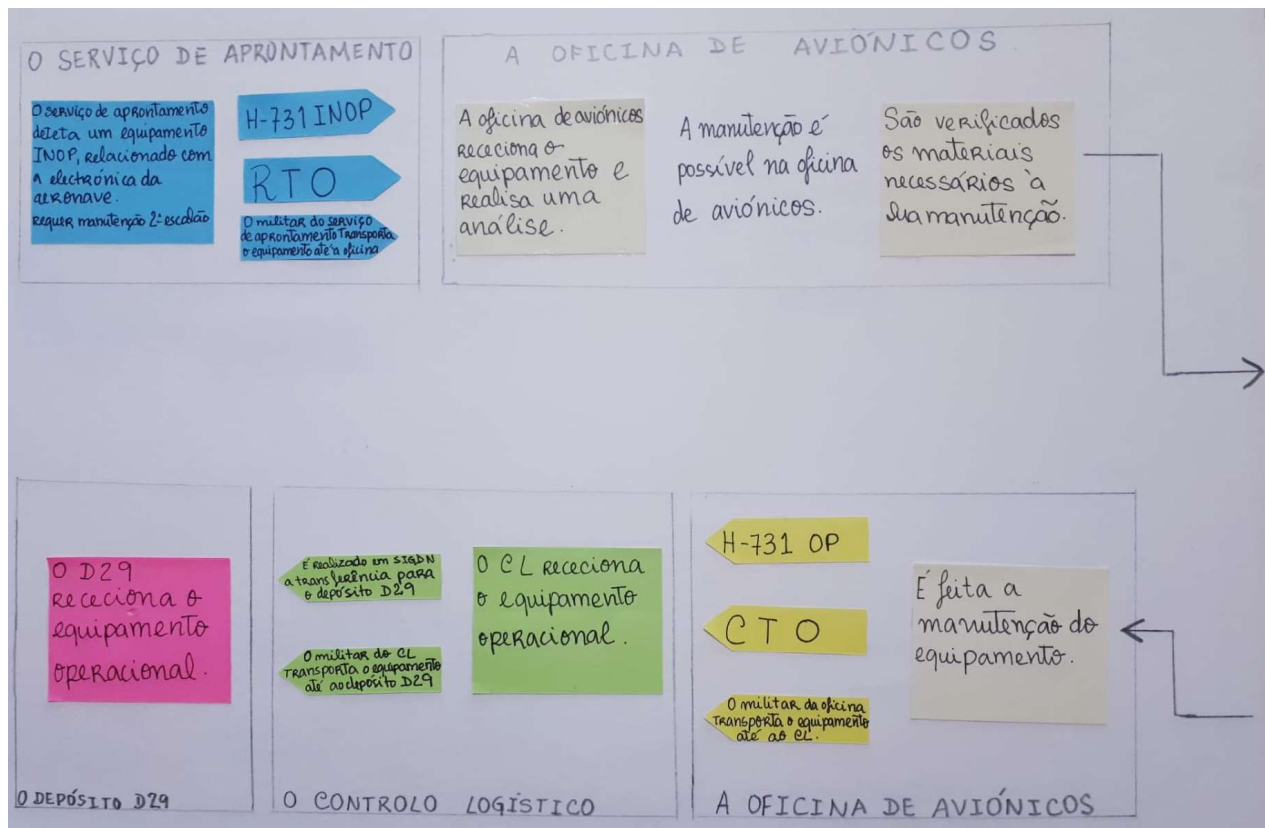 O SERVIÇO DE APRONTAMENTO
O serviço de aprontamento
deteta um equipamento
INOP, relacionado com
a electrónica da
aeronave.
Requer manutenção 2º escalão
H-731 INOP
RTO
O militar do serviço
de aprontamento transporta
o equipamento até à oficina
A OFICINA DE AVIÓNICOS
A oficina de aviónicos
receciona o
equipamento e
realisa uma
análise.
A manutenção é
possível na oficina
de aviónicos.
São verificados
os materiais
necessários à
sua manutenção.
O D29
receciona o
equipamento
operacional.
O DEPÓSITO D29
É realizado em SIGDN
a transferência para
o depósito D29
O militar do CL
transporta o equipamento
até ao depósito D29
O CL receciona
o equipamento
operacional.
O CONTROLO LOGÍSTICO
H-731 OP
CTO
O militar da oficina
transporta o equipamento
até ao CL.
É feita a
manutenção do
equipamento.
A OFICINA DE AVIÓNICOS